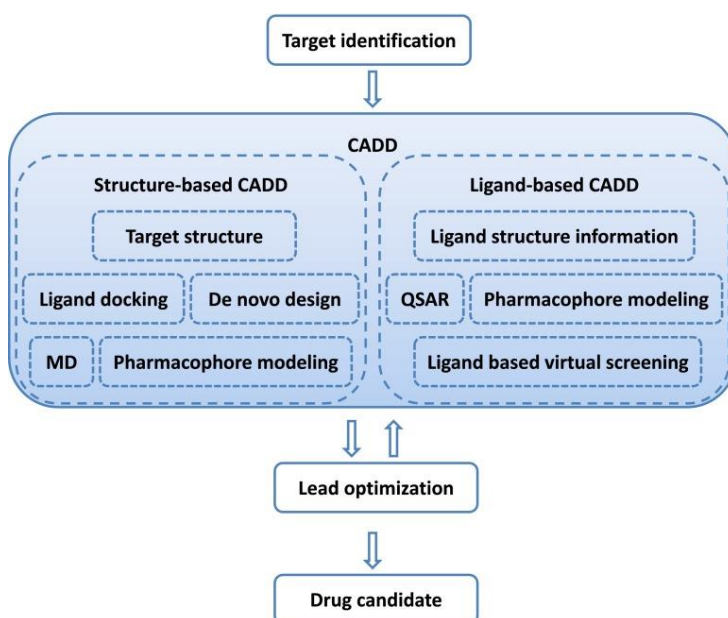 Target identification
CADD
Structure-based CADD
Target structure
Ligand docking
De novo design
MD
Pharmacophore modeling
Ligand-based CADD
Ligand structure information
QSAR
Pharmacophore modeling
Ligand based virtual screening
Lead optimization
Drug candidate